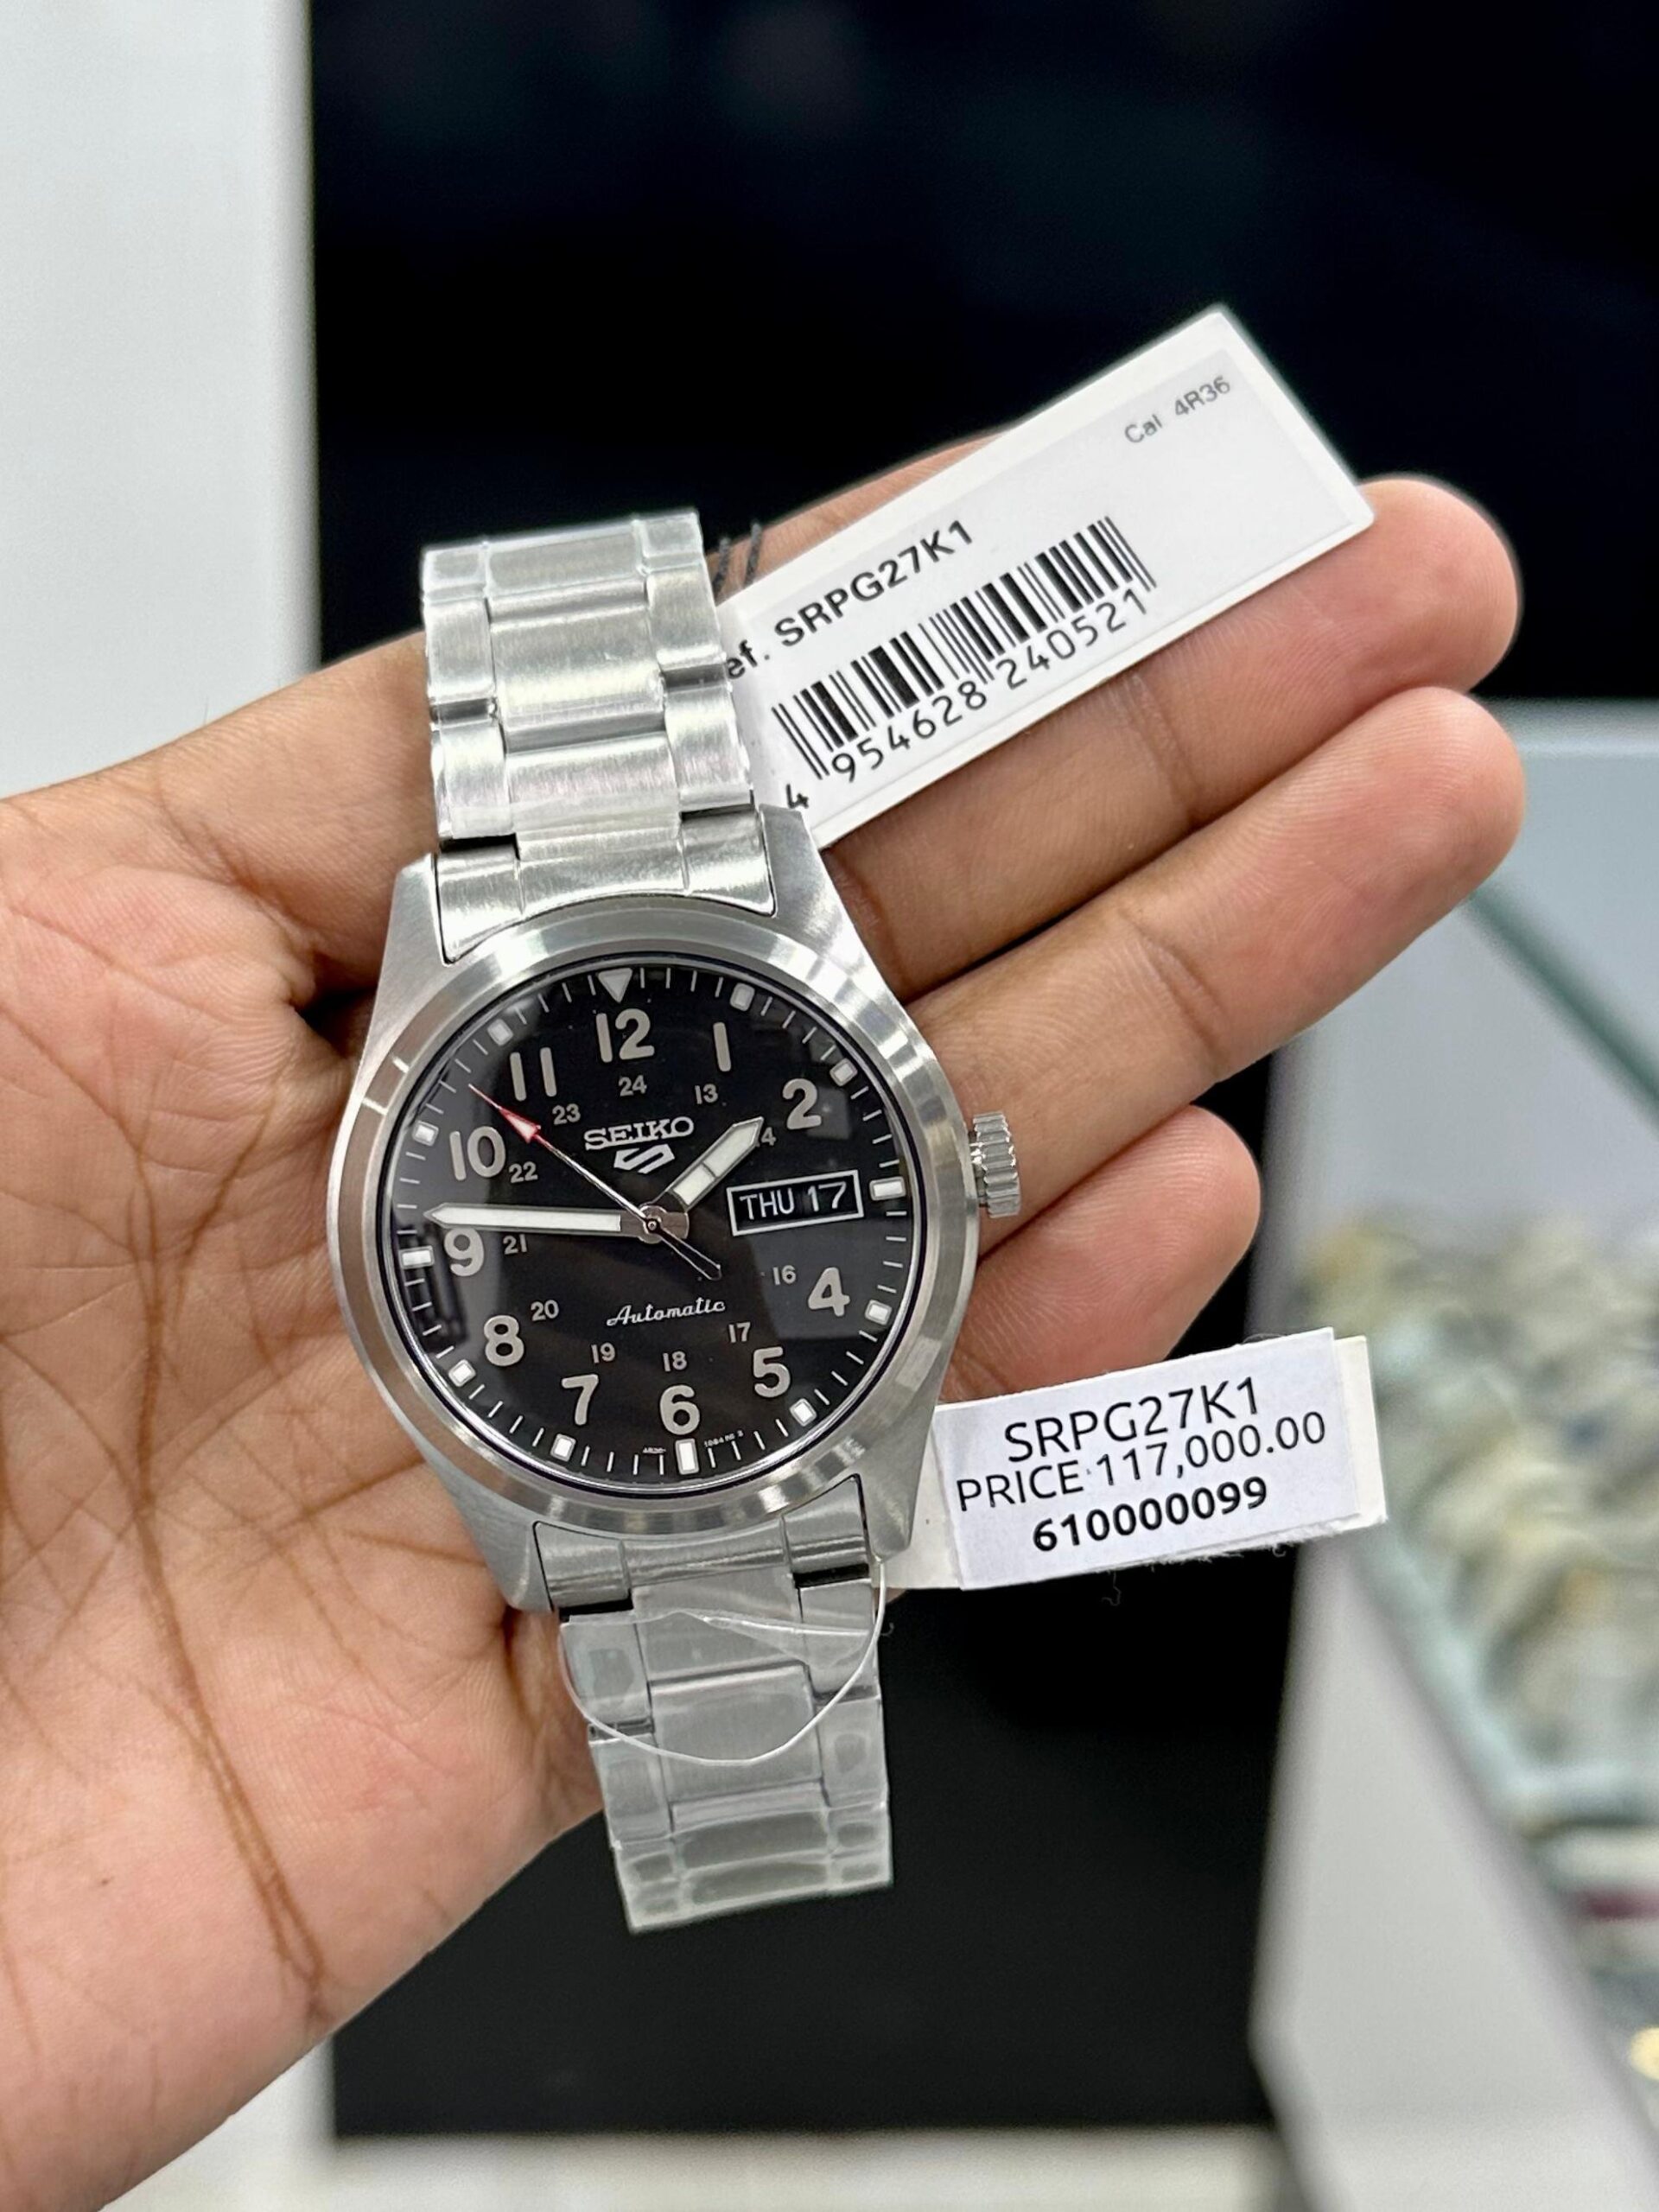 Cal 4R36
ef. SRPG27K1
4 954628 240521
12
11 1
24
23 13
10 2
SEIKO
22
THU 17
9 21
16 4
20
8 Automatic
19 18 17
7 6 5
SRPG27K1
PRICE 117,000.00
610000099